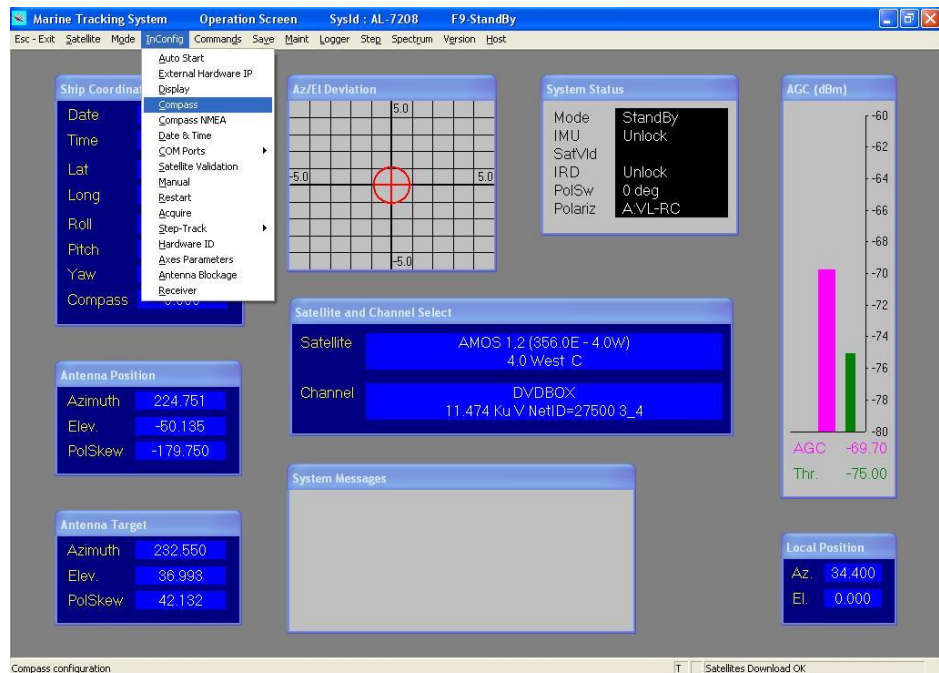 Marine Tracking System Operation Screen SysId : AL-7208 F9-StandBy
Esc - Exit Satellite Mode InConfig Commands Save Maint Logger Step Spectrum Version Host
Auto Start
External Hardware IP
Display
Compass
Compass NMEA
Date & Time
COM Ports
Satellite Validation
Manual
Restart
Acquire
Step-Track
Hardware ID
Axes Parameters
Antenna Blockage
Receiver
Date
Time
Lat
Long
Roll
Pitch
Yaw
Compass
Az/El Deviation
5.0
-5.0 5.0
-5.0
System Status
Mode StandBy
IMU Unlock
SatVld
IRD Unlock
PolSw 0 deg
Polariz A:VL-RC
AGC (dBm)
-60
-62
-64
-66
-68
-70
-72
-74
-76
-78
-80
AGC -69.70
Thr. -75.00
Satellite and Channel Select
Satellite AMOS 1,2 (356.0E - 4.0W)
4.0 West C
Channel DVDBOX
11.474 Ku V NetID=27500 3_4
Antenna Position
Azimuth 224.751
Elev. -50.135
PolSkew -179.750
System Messages
Antenna Target
Azimuth 232.550
Elev. 36.993
PolSkew 42.132
Local Position
Az. 34.400
El. 0.000
Compass configuration T Satellites Download OK